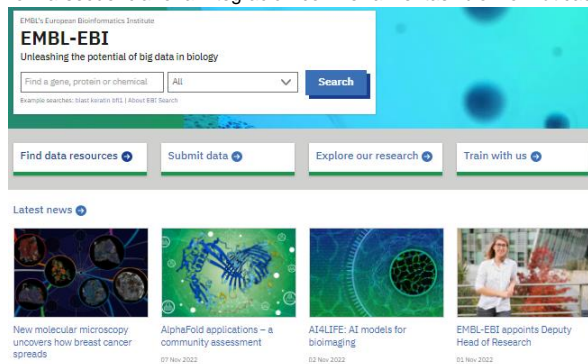 EMBL's European Bioinformatics Institute
EMBL-EBI
Unleashing the potential of big data in biology
Find a gene, protein or chemical
All
Search
Example searches: blast keratin bfl1 | About EBI Search
Find data resources
Submit data
Explore our research
Train with us
Latest news
New molecular microscopy
uncovers how breast cancer
spreads
AlphaFold applications – a
community assessment
07 Nov 2022
AI4LIFE: AI models for
bioimaging
02 Nov 2022
EMBL-EBI appoints Deputy
Head of Research
01 Nov 2022